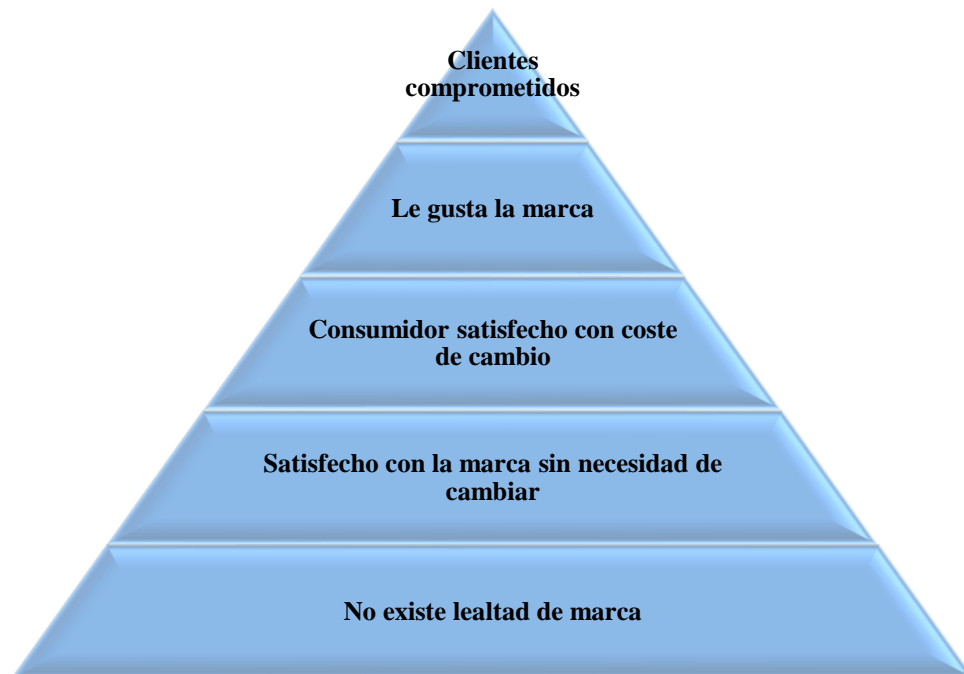 Clientes
comprometidos
Le gusta la marca
Consumidor satisfecho con coste
de cambio
Satisfecho con la marca sin necesidad de
cambiar
No existe lealtad de marca